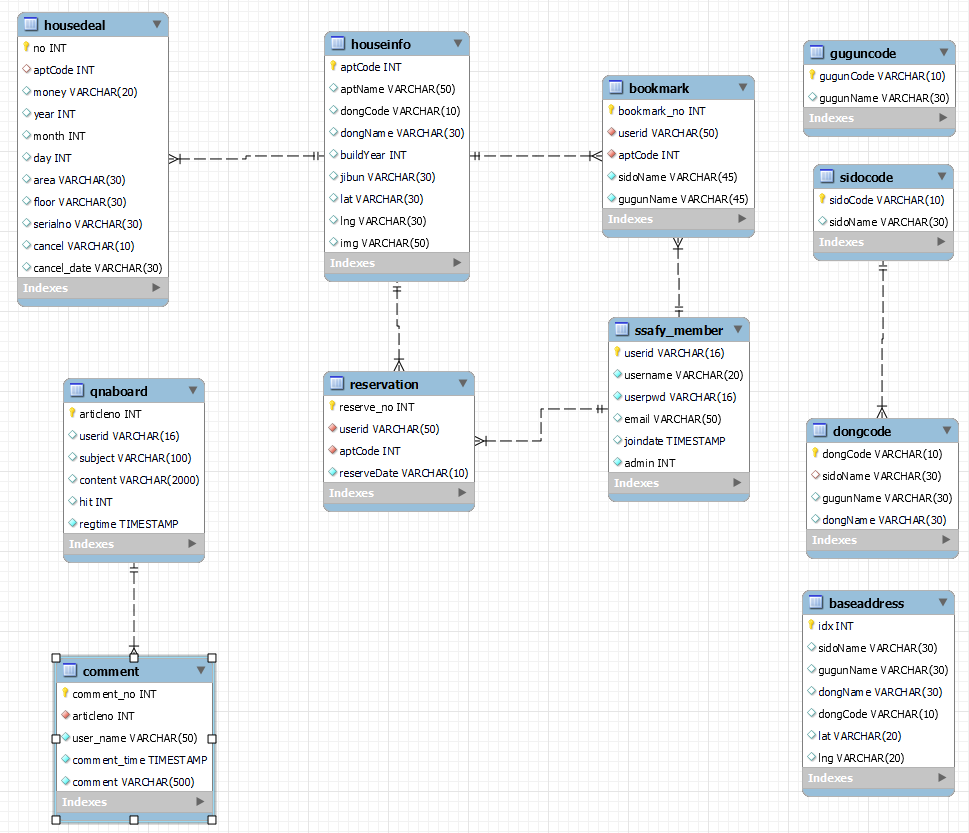 housedeal
no INT
aptCode INT
money VARCHAR(20)
year INT
month INT
day INT
area VARCHAR(30)
floor VARCHAR(30)
serialno VARCHAR(30)
cancel VARCHAR(10)
cancel_date VARCHAR(30)
Indexes
houseinfo
aptCode INT
aptName VARCHAR(50)
dongCode VARCHAR(10)
dongName VARCHAR(30)
buildYear INT
jibun VARCHAR(30)
lat VARCHAR(30)
lng VARCHAR(30)
img VARCHAR(50)
Indexes
bookmark
bookmark_no INT
userid VARCHAR(50)
aptCode INT
sidoName VARCHAR(45)
gugunName VARCHAR(45)
Indexes
guguncode
gugunCode VARCHAR(10)
gugunName VARCHAR(30)
Indexes
sidocode
sidoCode VARCHAR(10)
sidoName VARCHAR(30)
Indexes
qnaboard
articleno INT
userid VARCHAR(16)
subject VARCHAR(100)
content VARCHAR(2000)
hit INT
regtime TIMESTAMP
Indexes
reservation
reserve_no INT
userid VARCHAR(50)
aptCode INT
reserveDate VARCHAR(10)
Indexes
ssafy_member
userid VARCHAR(16)
username VARCHAR(20)
userpwd VARCHAR(16)
email VARCHAR(50)
joindate TIMESTAMP
admin INT
Indexes
dongcode
dongCode VARCHAR(10)
sidoName VARCHAR(30)
gugunName VARCHAR(30)
dongName VARCHAR(30)
Indexes
comment
comment_no INT
articleno INT
user_name VARCHAR(50)
comment_time TIMESTAMP
comment VARCHAR(500)
Indexes
baseaddress
idx INT
sidoName VARCHAR(30)
gugunName VARCHAR(30)
dongName VARCHAR(30)
dongCode VARCHAR(10)
lat VARCHAR(20)
lng VARCHAR(20)
Indexes